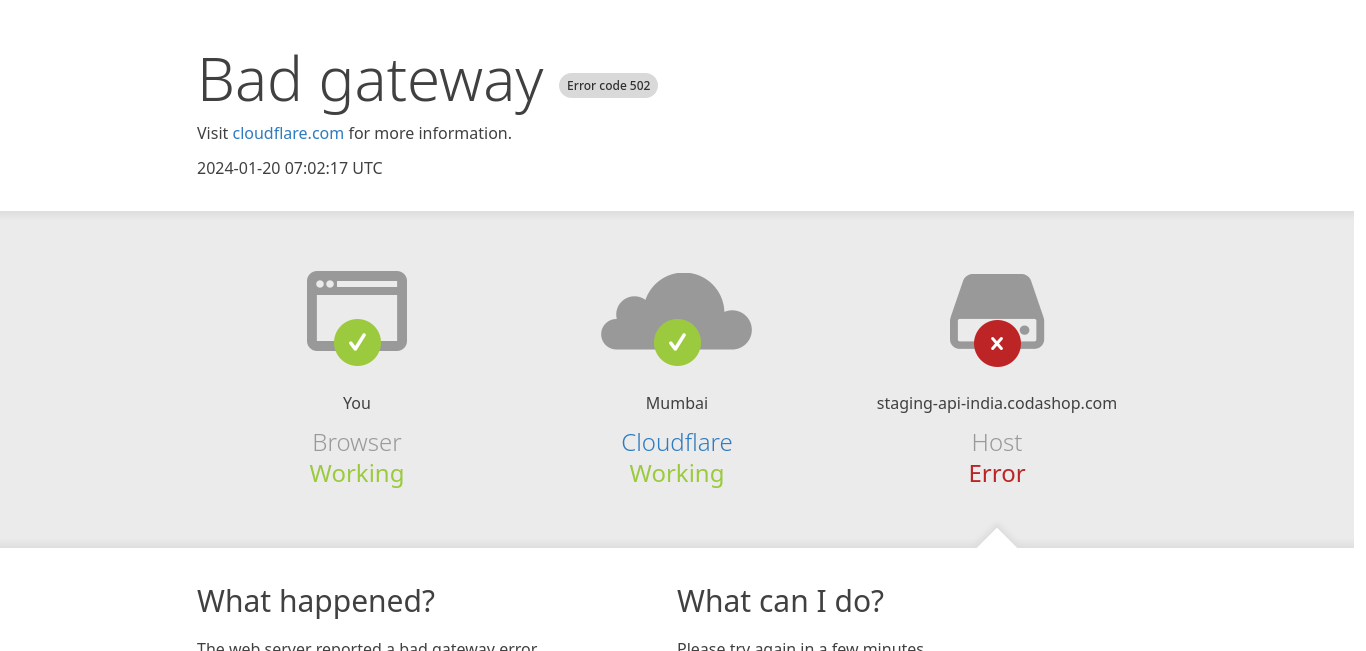 Bad gateway Error code 502
Visit cloudflare.com for more information.
2024-01-20 07:02:17 UTC
You
Mumbai
staging-api-india.codashop.com
Browser
Cloudflare
Host
Working
Working
Error
What happened?
What can I do?
The web server reported a bad gateway error.
Please try again in a few minutes.